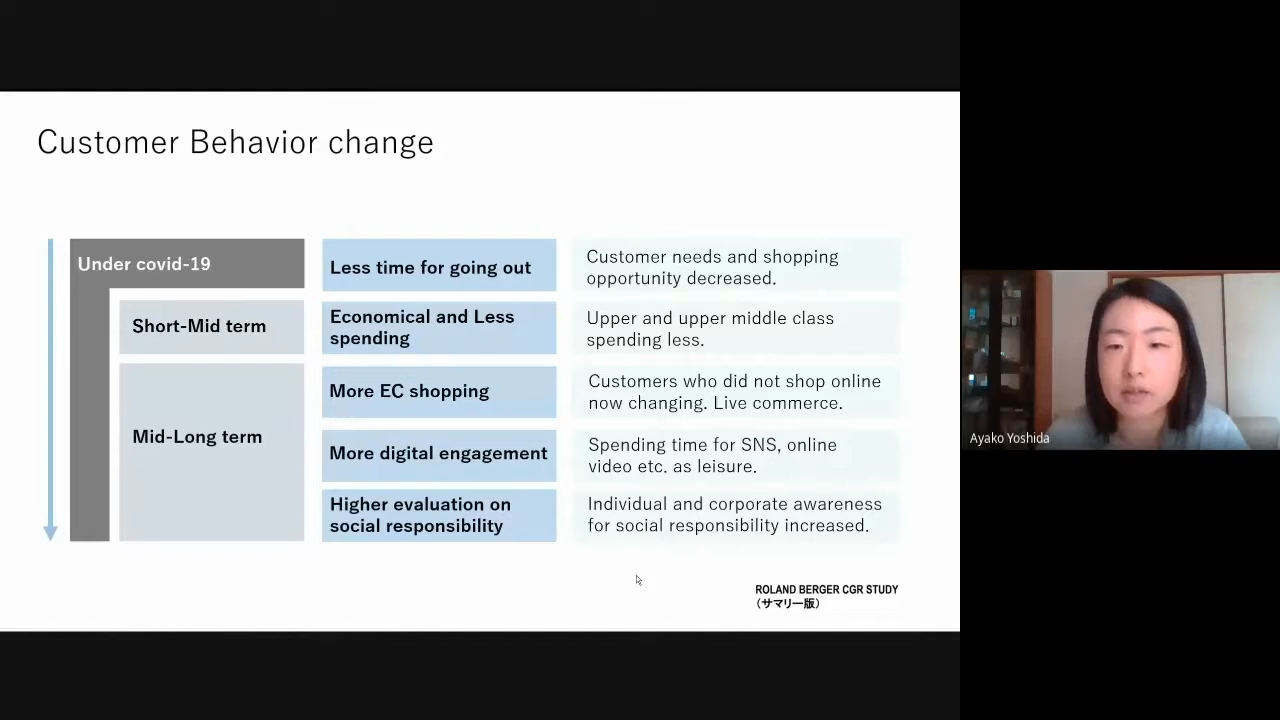 Customer Behavior change
Under covid-19
Less time for going out
Customer needs and shopping
opportunity decreased.
Short-Mid term
Economical and Less
spending
Upper and upper middle class
spending less.
Mid-Long term
More EC shopping
Customers who did not shop online
now changing. Live commerce.
More digital engagement
Spending time for SNS, online
video etc. as leisure.
Higher evaluation on
social responsibility
Individual and corporate awareness
for social responsibility increased.
ROLAND BERGER CGR STUDY
（サマリー版）
Ayako Yoshida